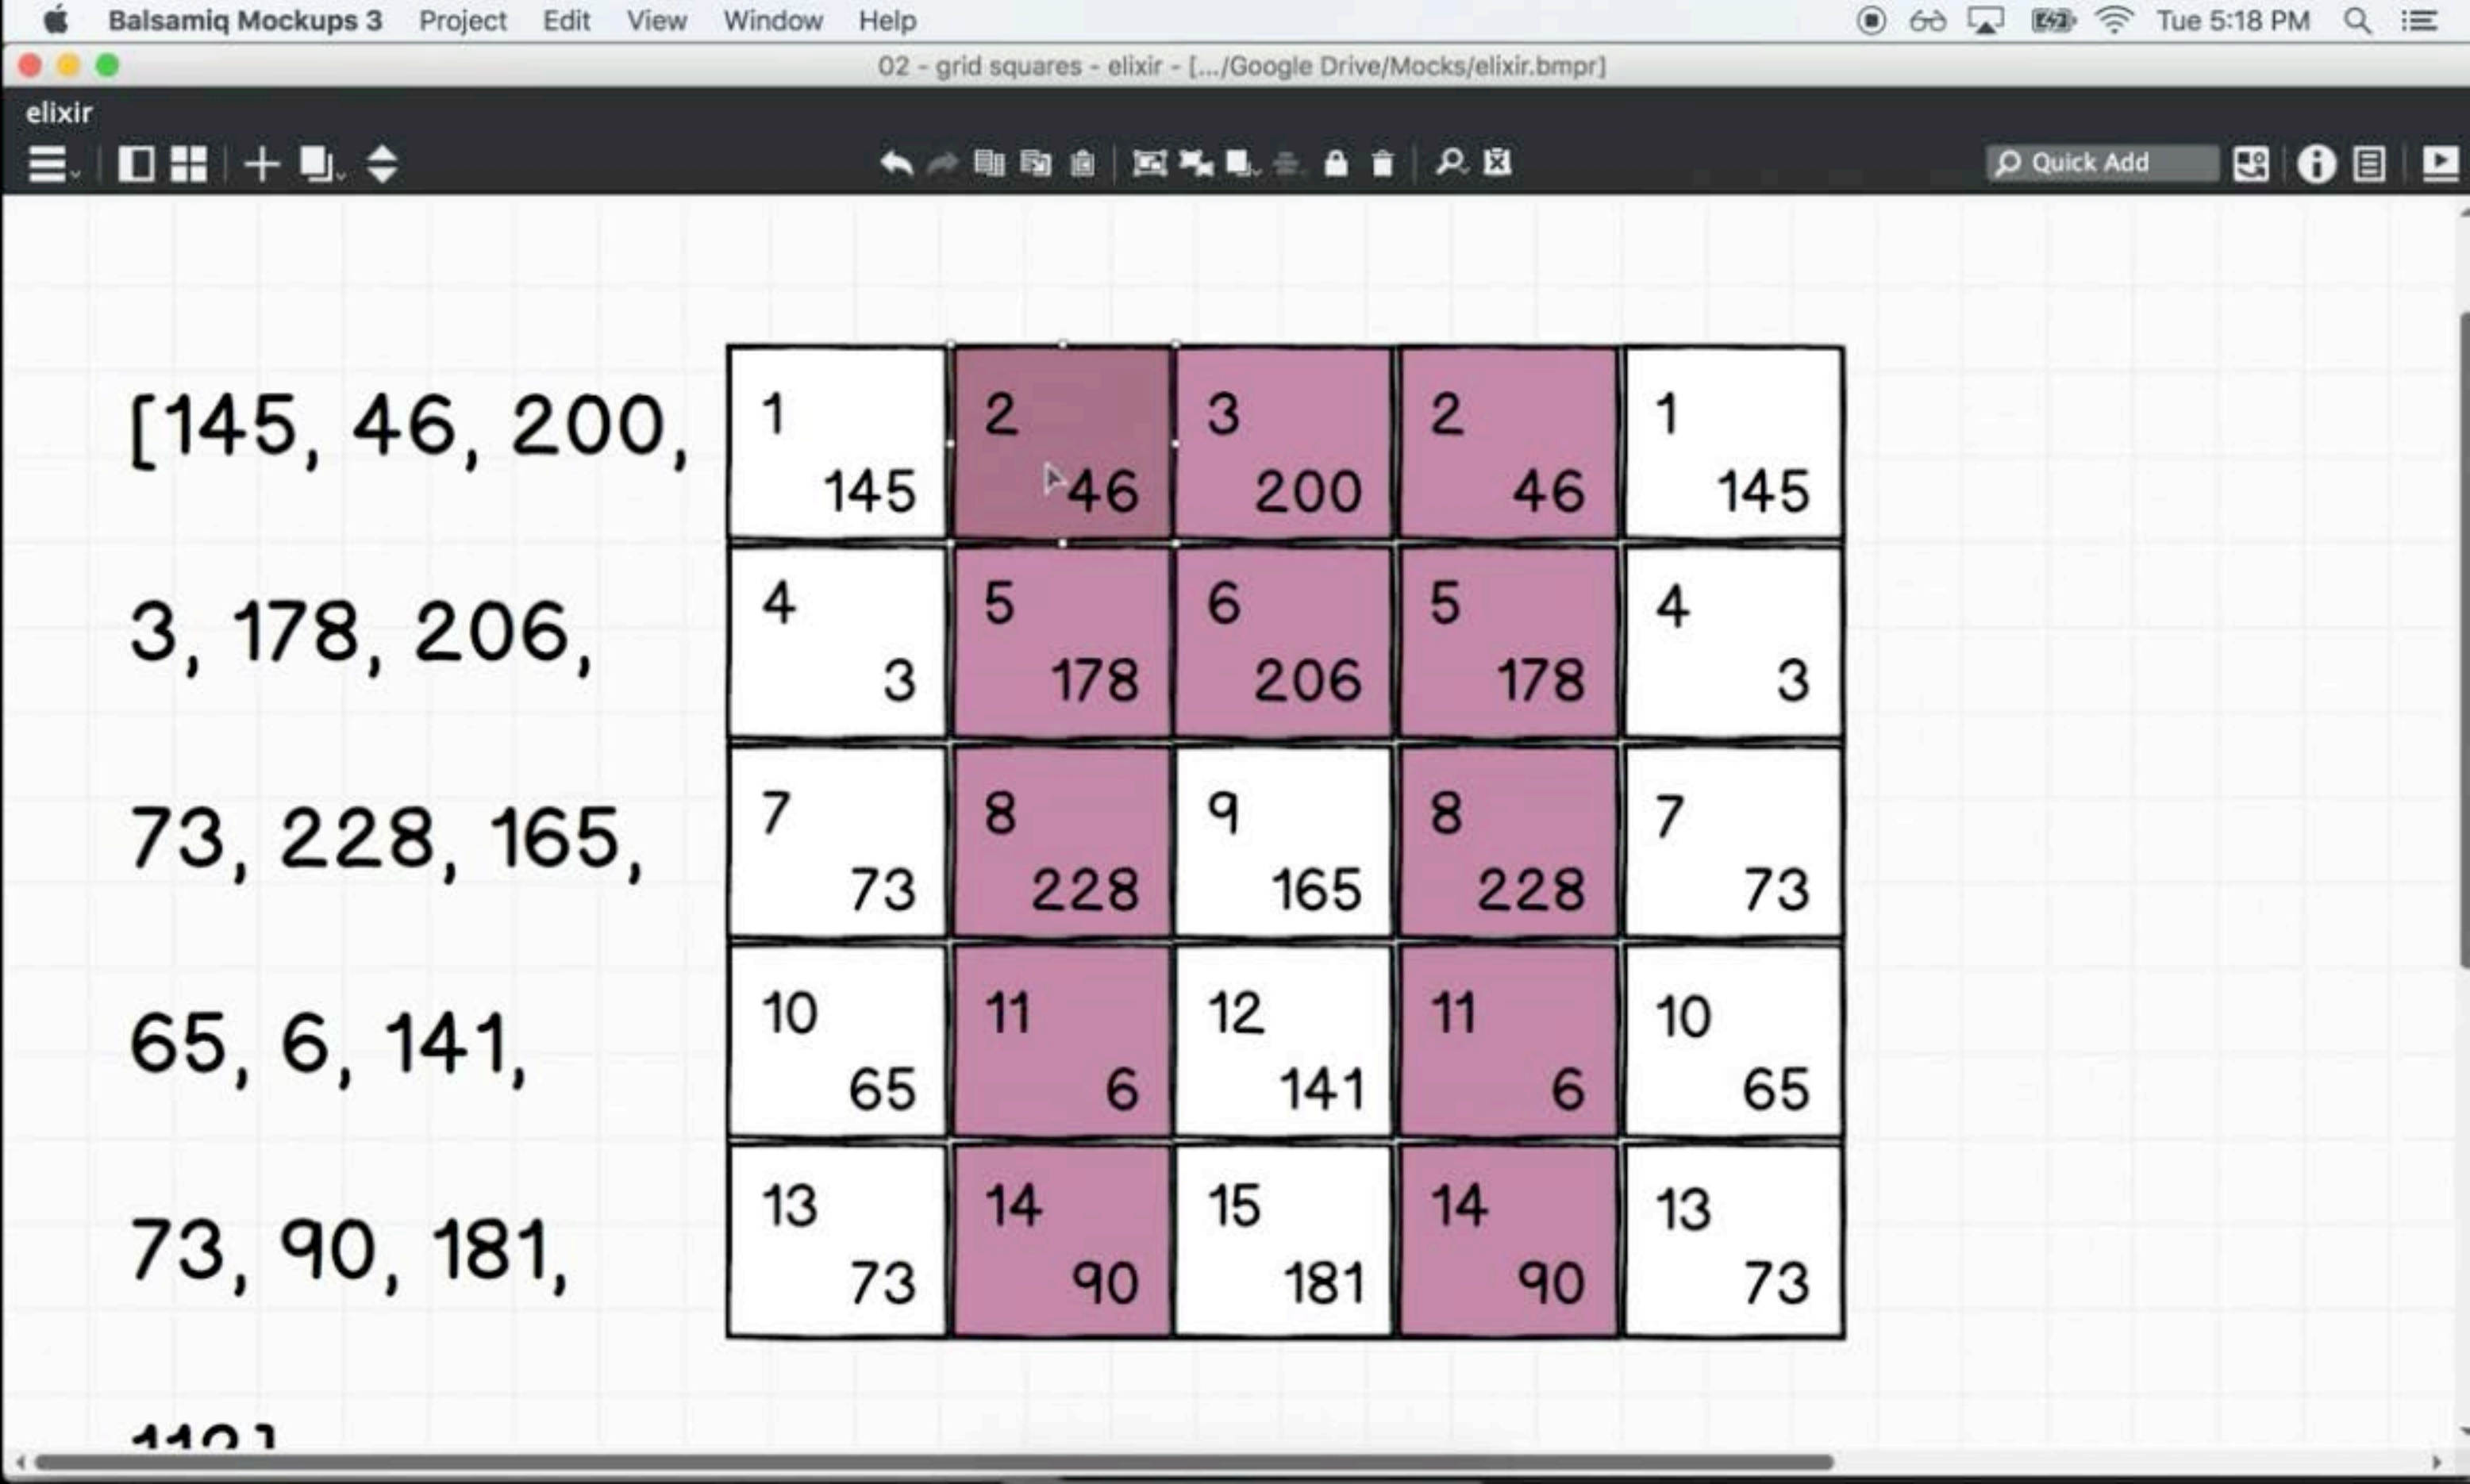 Balsamiq Mockups 3 Project Edit View Window Help Tue 5:18 PM
02 - grid squares - elixir - [.../Google Drive/Mocks/elixir.bmpr]
elixir
Quick Add
[145, 46, 200,
3, 178, 206,
73, 228, 165,
65, 6, 141,
73, 90, 181,
1 2 3 2 1
145 46 200 46 145
4 5 6 5 4
3 178 206 178 3
7 8 9 8 7
73 228 165 228 73
10 11 12 11 10
65 6 141 6 65
13 14 15 14 13
73 90 181 90 73